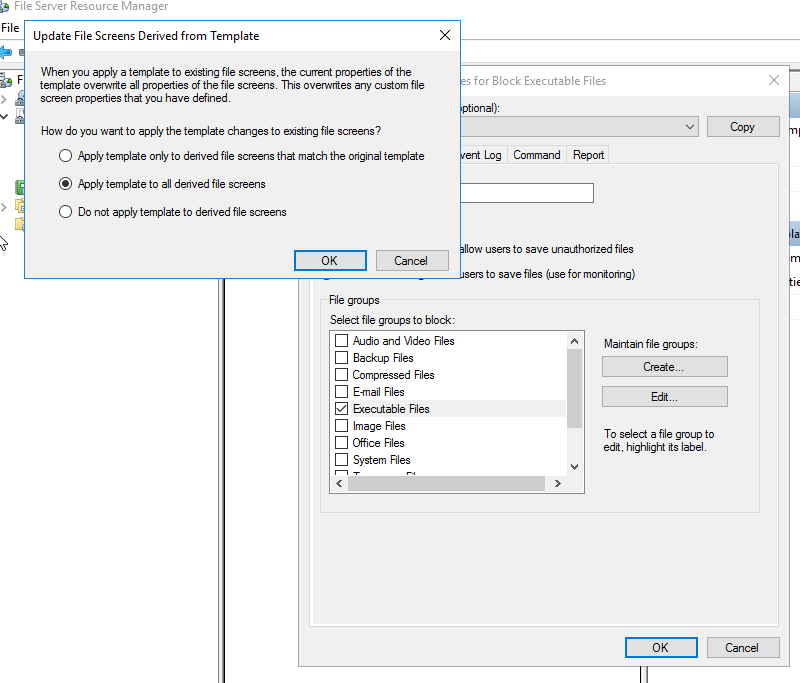 File Server Resource Manager
File
Update File Screens Derived from Template
When you apply a template to existing file screens, the current properties of the
template overwrite all properties of the file screens. This overwrites any custom file
screen properties that you have defined.
How do you want to apply the template changes to existing file screens?
Apply template only to derived file screens that match the original template
Apply template to all derived file screens
Do not apply template to derived file screens
OK
Cancel
for Block Executable Files
Copy
Log
Command
Report
allow users to save unauthorized files
users to save files (use for monitoring)
File groups
Select file groups to block:
Audio and Video Files
Backup Files
Compressed Files
E-mail Files
Executable Files
Image Files
Office Files
System Files
Maintain file groups:
Create...
Edit...
To select a file group to
edit, highlight its label.
OK
Cancel